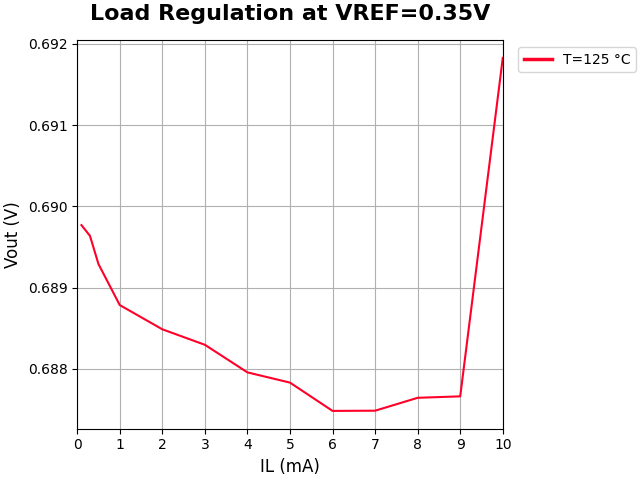 Load Regulation at VREF=0.35V
T=125 °C
0.692
0.691
0.690
0.689
0.688
Vout (V)
0 1 2 3 4 5 6 7 8 9 10
IL (mA)